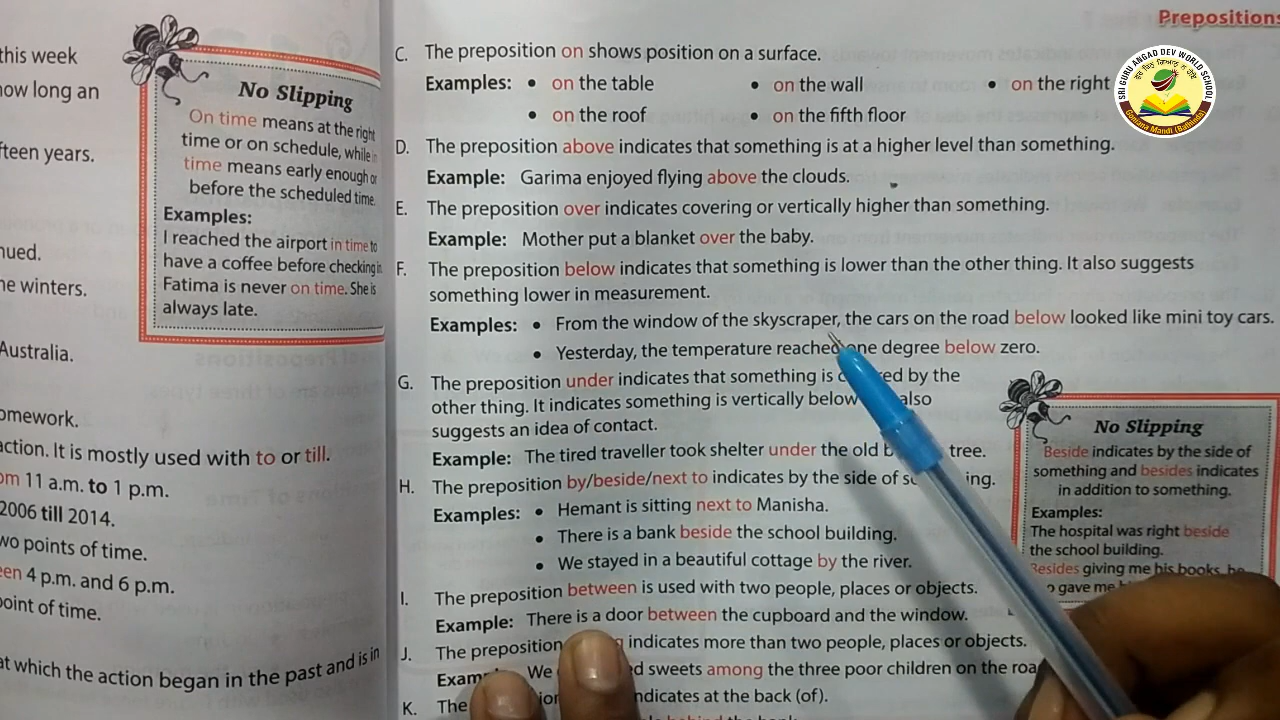 Prepositions
this week
now long an
fteen years.
nued.
he winters.
Australia.
omework.
action. It is mostly used with to or till.
om 11 a.m. to 1 p.m.
2006 till 2014.
wo points of time.
een 4 p.m. and 6 p.m.
point of time.
at which the action began in the past and is in
No Slipping
On time means at the right
time or on schedule, while in
time means early enough or
before the scheduled time.
Examples:
I reached the airport in time to
have a coffee before checking in
Fatima is never on time. She is
always late.
C. The preposition on shows position on a surface.
Examples: • on the table • on the wall • on the right
• on the roof • on the fifth floor
D. The preposition above indicates that something is at a higher level than something.
Example: Garima enjoyed flying above the clouds.
E. The preposition over indicates covering or vertically higher than something.
Example: Mother put a blanket over the baby.
F. The preposition below indicates that something is lower than the other thing. It also suggests
something lower in measurement.
Examples: • From the window of the skyscraper, the cars on the road below looked like mini toy cars.
• Yesterday, the temperature reached one degree below zero.
G. The preposition under indicates that something is by the
other thing. It indicates something is vertically below also
suggests an idea of contact.
Example: The tired traveller took shelter under the old tree.
H. The preposition by/beside/next to indicates by the side of
Examples: • Hemant is sitting next to Manisha.
• There is a bank beside the school building.
• We stayed in a beautiful cottage by the river.
I. The preposition between is used with two people, places or objects.
Example: There is a door between the cupboard and the window.
J. The preposition indicates more than two people, places or objects.
We sweets among the three poor children on the
K. The indicates at the back (of).
No Slipping
Beside indicates by the side of
something and besides indicates
in addition to something.
Examples:
The hospital was right beside
the school building.
Besides giving me his books, he
gave me
SRI GURU ANGAD DEV WORLD SCHOOL
Goniana Mandi (Bathinda)